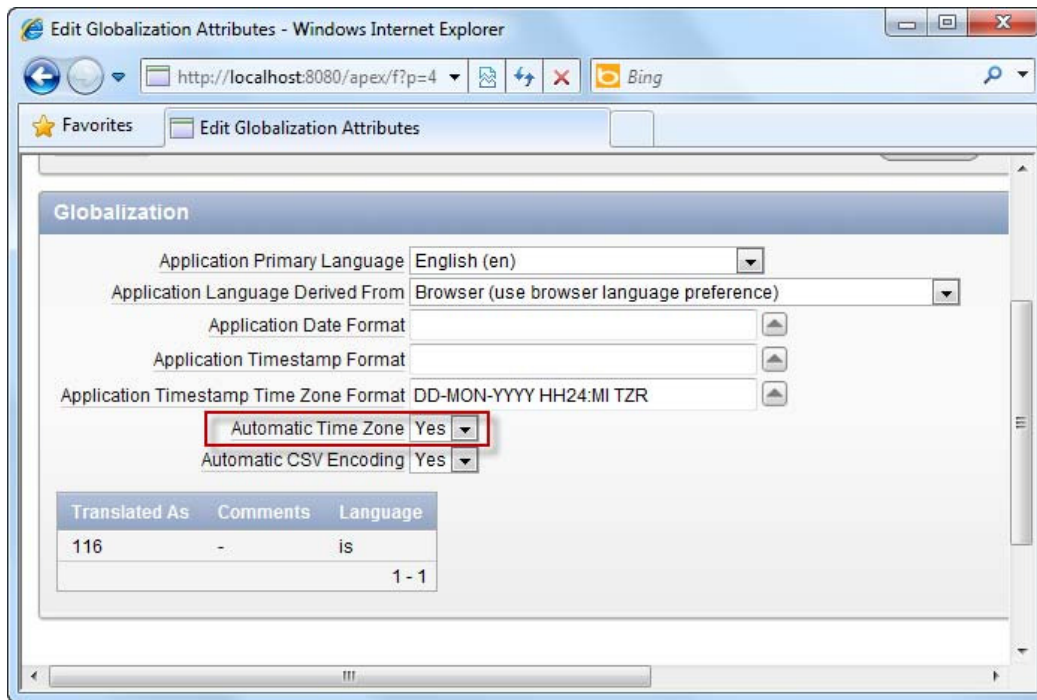 Edit Globalization Attributes - Windows Internet Explorer
http://localhost:8080/apex/f?p=4 Bing
Favorites Edit Globalization Attributes
Globalization
Application Primary Language English (en)
Application Language Derived From Browser (use browser language preference)
Application Date Format
Application Timestamp Format
Application Timestamp Time Zone Format DD-MON-YYYY HH24:MI TZR
Automatic Time Zone Yes
Automatic CSV Encoding Yes
Translated As Comments Language
116 - is
1 - 1